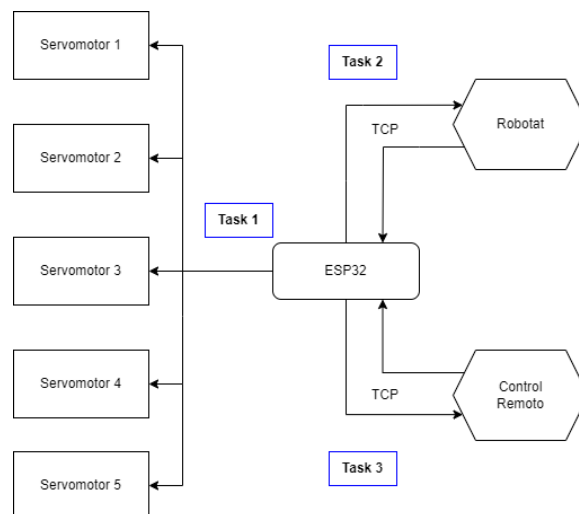 Servomotor 1
Task 2
TCP
Robotat
Servomotor 2
Task 1
Servomotor 3
ESP32
Servomotor 4
TCP
Control
Remoto
Task 3
Servomotor 5